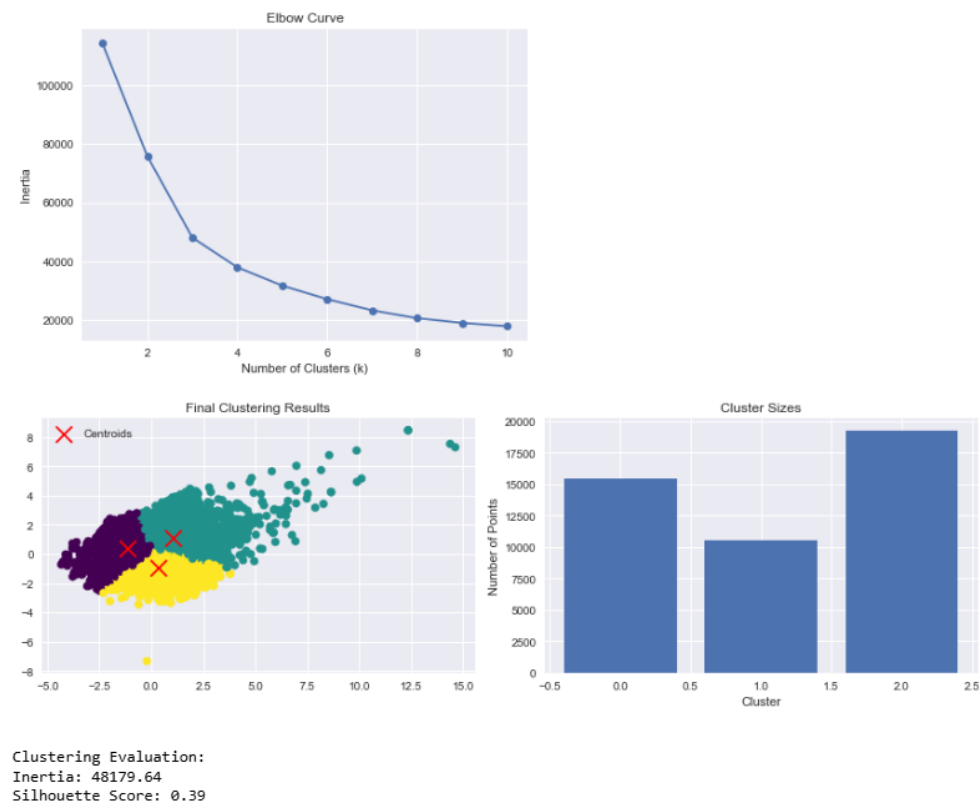 Elbow Curve
100000
80000
60000
40000
20000
Inertia
2 4 6 8 10
Number of Clusters (k)
Final Clustering Results
Centroids
8
6
4
2
0
−2
−4
−6
−8
−5.0 −2.5 0.0 2.5 5.0 7.5 10.0 12.5 15.0
Cluster Sizes
20000
17500
15000
12500
10000
7500
5000
2500
0
Number of Points
−0.5 0.0 0.5 1.0 1.5 2.0 2.5
Cluster
Clustering Evaluation:
Inertia: 48179.64
Silhouette Score: 0.39